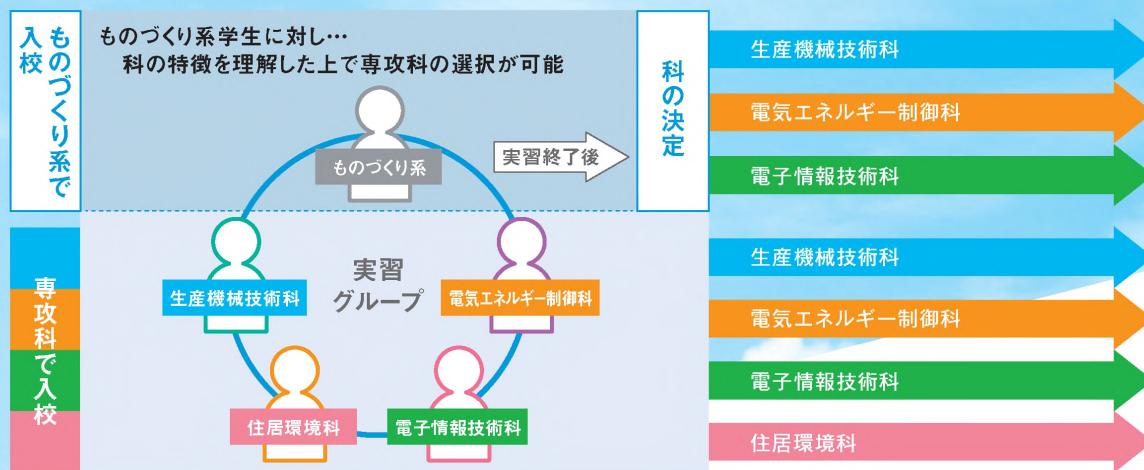 ものづくり系で
入校
ものづくり系学生に対し…
科の特徴を理解した上で専攻科の選択が可能
ものづくり系
実習終了後
科の決定
生産機械技術科
電気エネルギー制御科
電子情報技術科
専攻科で入校
実習
グループ
生産機械技術科
電気エネルギー制御科
住居環境科
電子情報技術科
生産機械技術科
電気エネルギー制御科
電子情報技術科
住居環境科